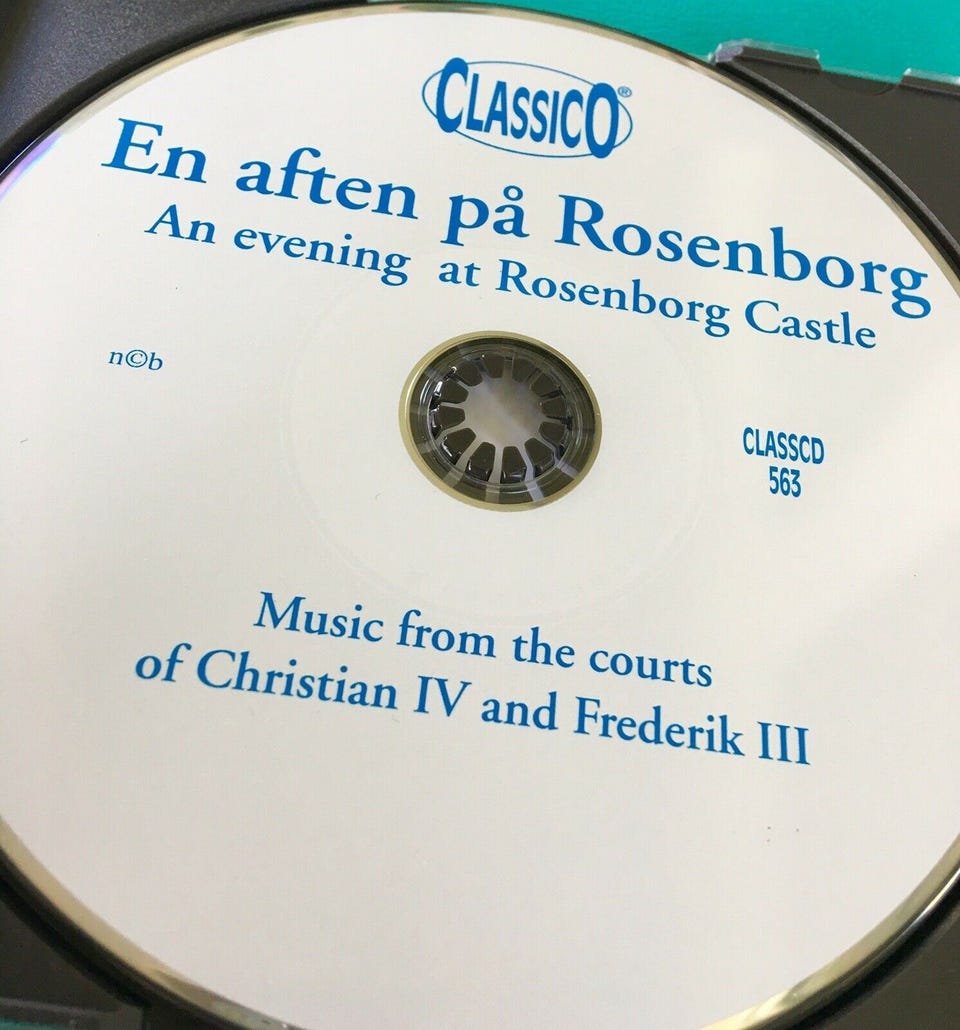 CLASSICO®
En aften på Rosenborg
An evening at Rosenborg Castle
n©b
CLASSCD
563
Music from the courts
of Christian IV and Frederik III